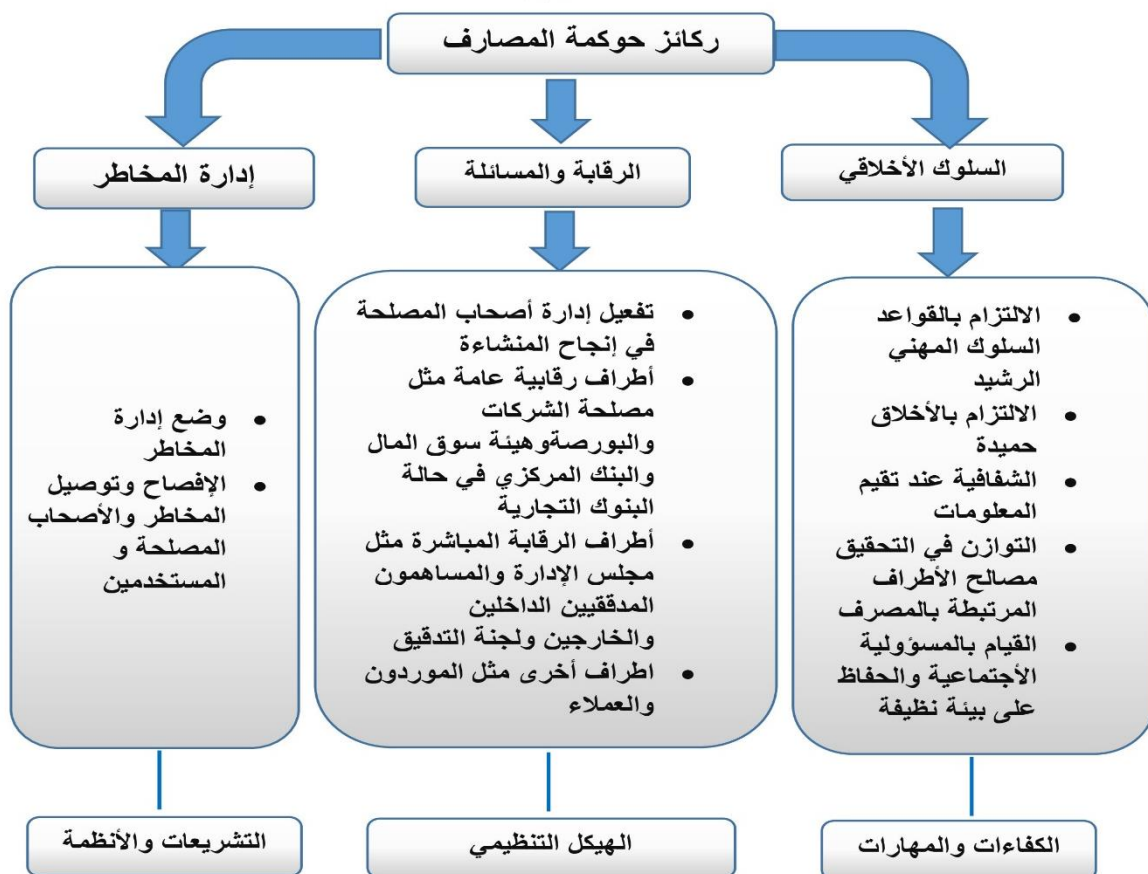 ركائز حوكمة المصارف
السلوك الأخلاقي
الرقابة والمسائلة
إدارة المخاطر
• الالتزام بالقواعد
السلوك المهني
الرشيد
• الالتزام بالأخلاق
حميدة
• الشفافية عند تقيم
المعلومات
• التوازن في التحقيق
مصالح الأطراف
المرتبطة بالمصرف
• القيام بالمسؤولية
الأجتماعية والحفاظ
على بيئة نظيفة
• تفعيل إدارة أصحاب المصلحة
في إنجاح المنشاءة
• أطراف رقابية عامة مثل
مصلحة الشركات
والبورصةوهيئة سوق المال
والبنك المركزي في حالة
البنوك التجارية
• أطراف الرقابة المباشرة مثل
مجلس الإدارة والمساهمون
المدققيين الداخلين
والخارجين ولجنة التدقيق
• اطراف أخرى مثل الموردون
والعملاء
• وضع إدارة
المخاطر
• الإفصاح وتوصيل
المخاطر والأصحاب
المصلحة و
المستخدمين
الكفاءات والمهارات
الهيكل التنظيمي
التشريعات والأنظمة